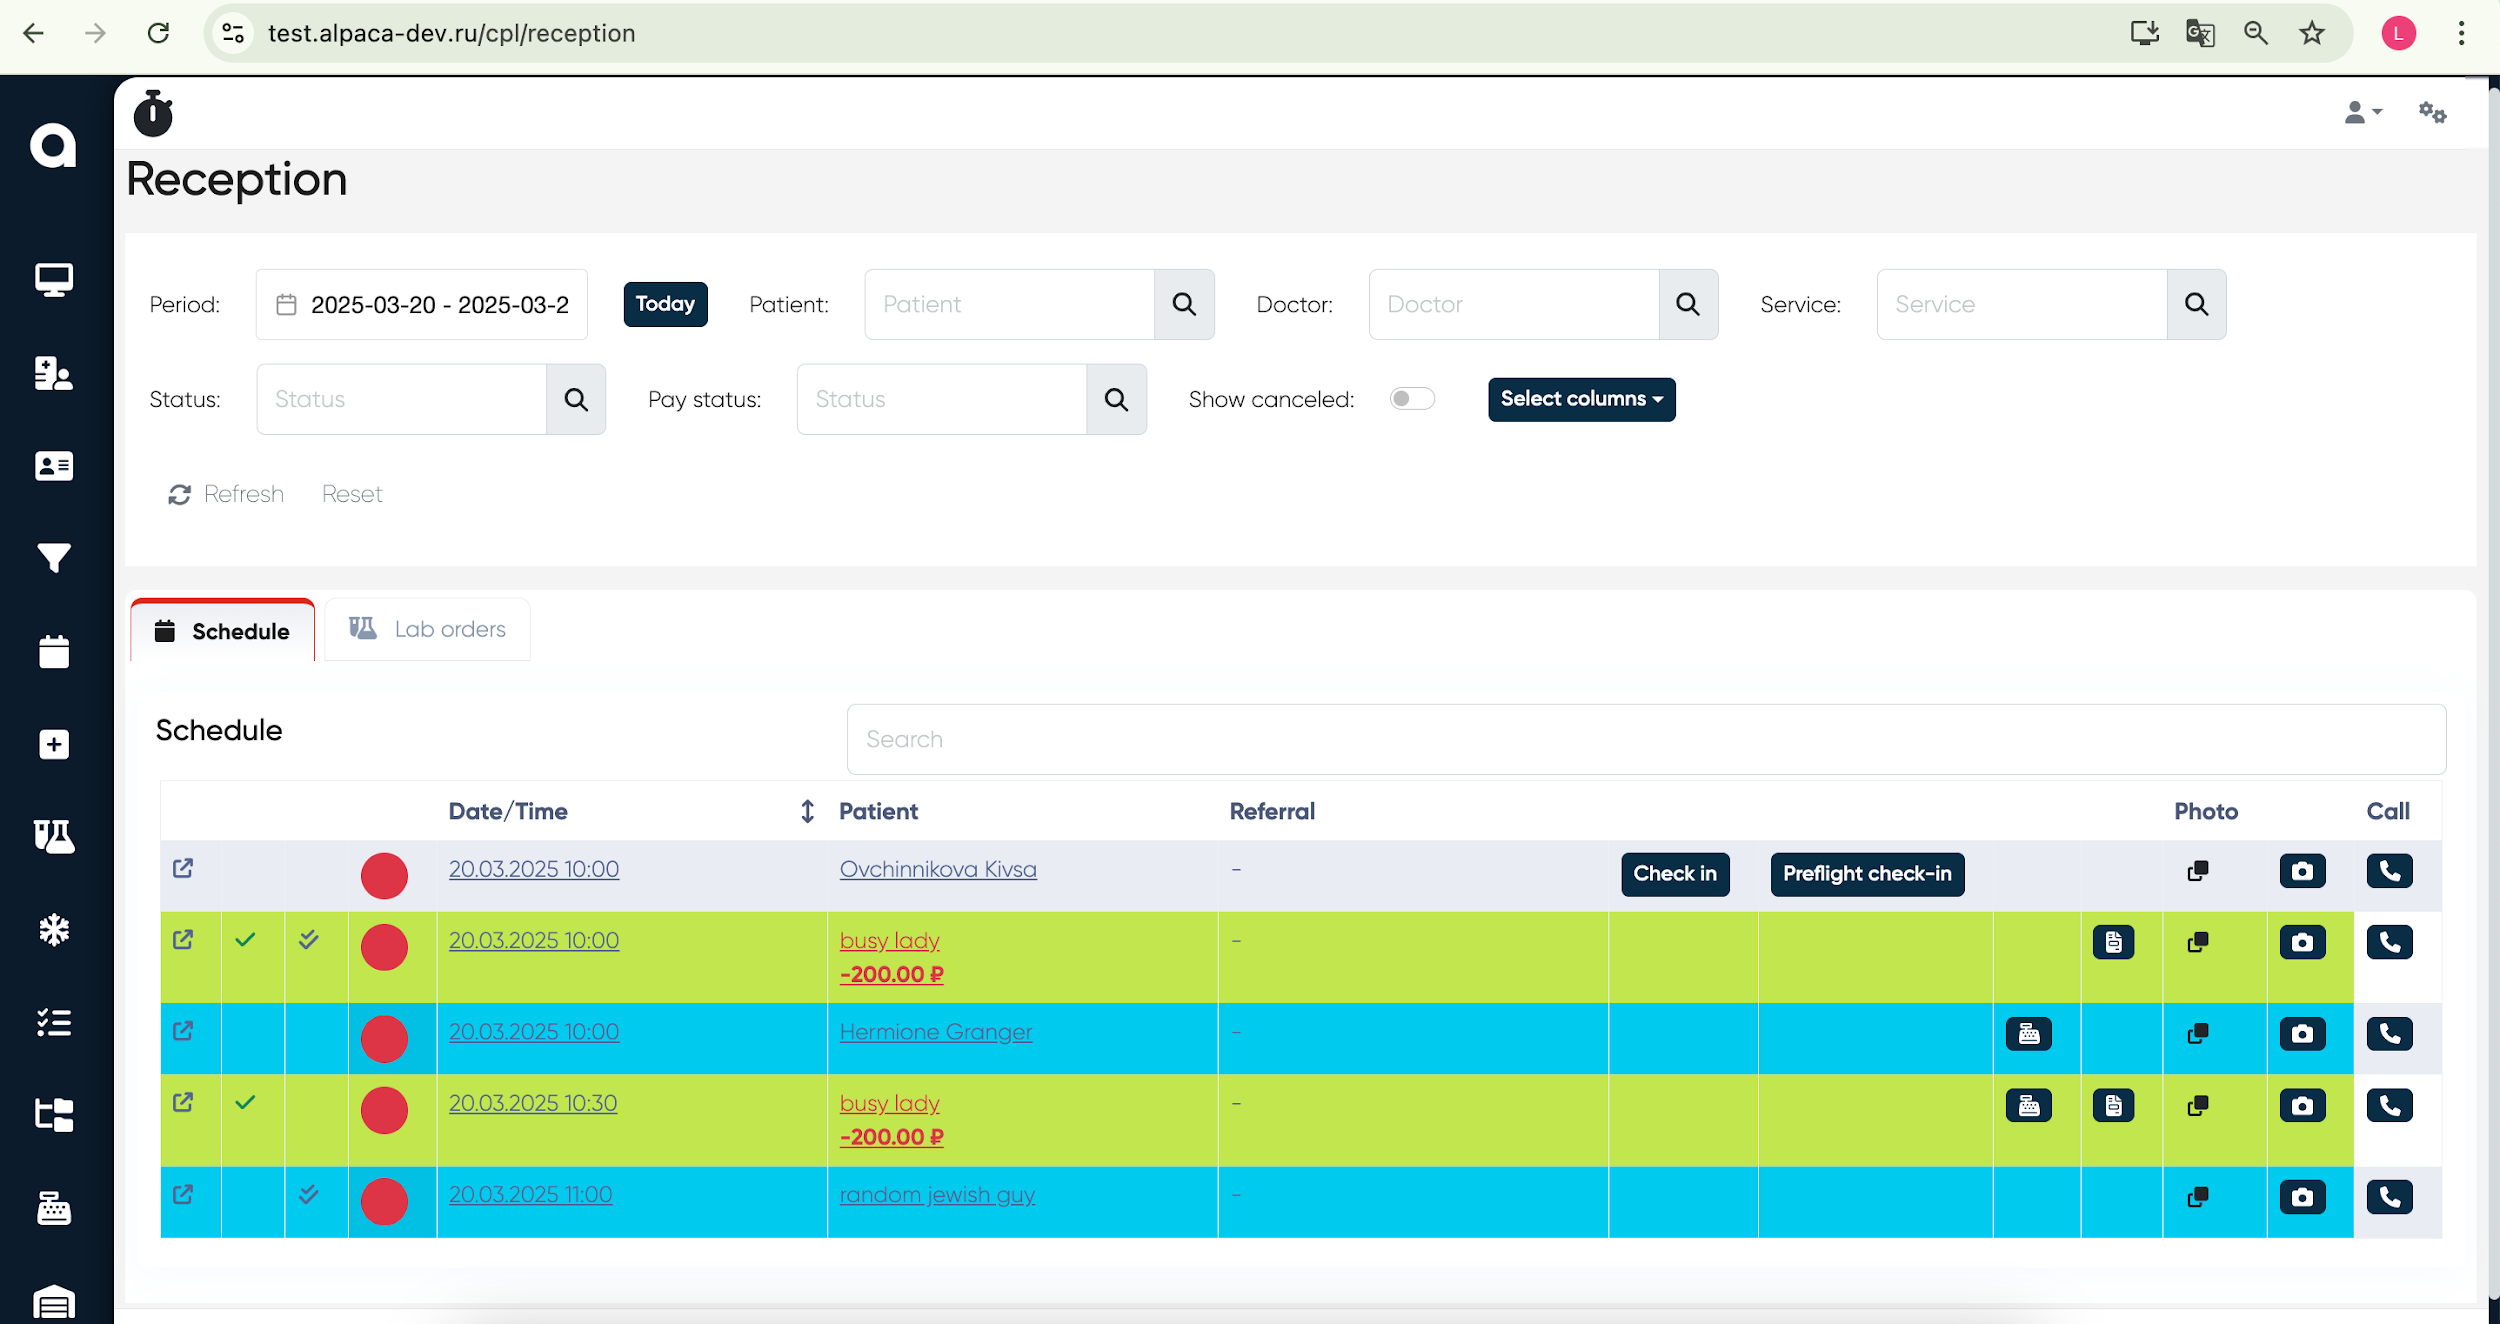 test.alpaca-dev.ru/cpl/reception
L
Reception
Period: 2025-03-20 - 2025-03-2 Today Patient: Patient Doctor: Doctor Service: Service
Status: Status Pay status: Status Show canceled: Select columns
Refresh Reset
Schedule Lab orders
Schedule Search
Date/Time Patient Referral Photo Call
20.03.2025 10:00 Ovchinnikova Kivsa - Check in Preflight check-in
20.03.2025 10:00 busy lady -
-200.00 ₽
20.03.2025 10:00 Hermione Granger -
20.03.2025 10:30 busy lady -
-200.00 ₽
20.03.2025 11:00 random jewish guy -